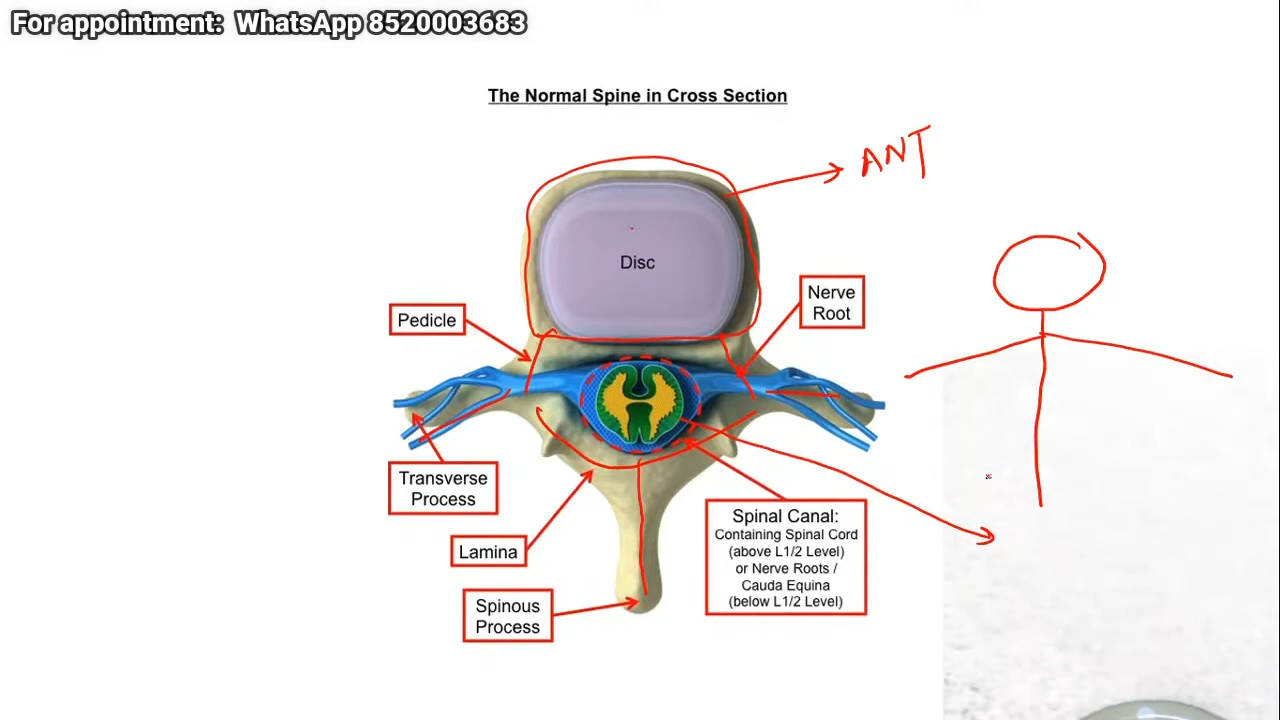 For appointment: WhatsApp 8520003683
The Normal Spine in Cross Section
ANT
Disc
Nerve
Root
Pedicle
Transverse
Process
Lamina
Spinal Canal:
Containing Spinal Cord
(above L1/2 Level)
or Nerve Roots /
Cauda Equina
(below L1/2 Level)
Spinous
Process